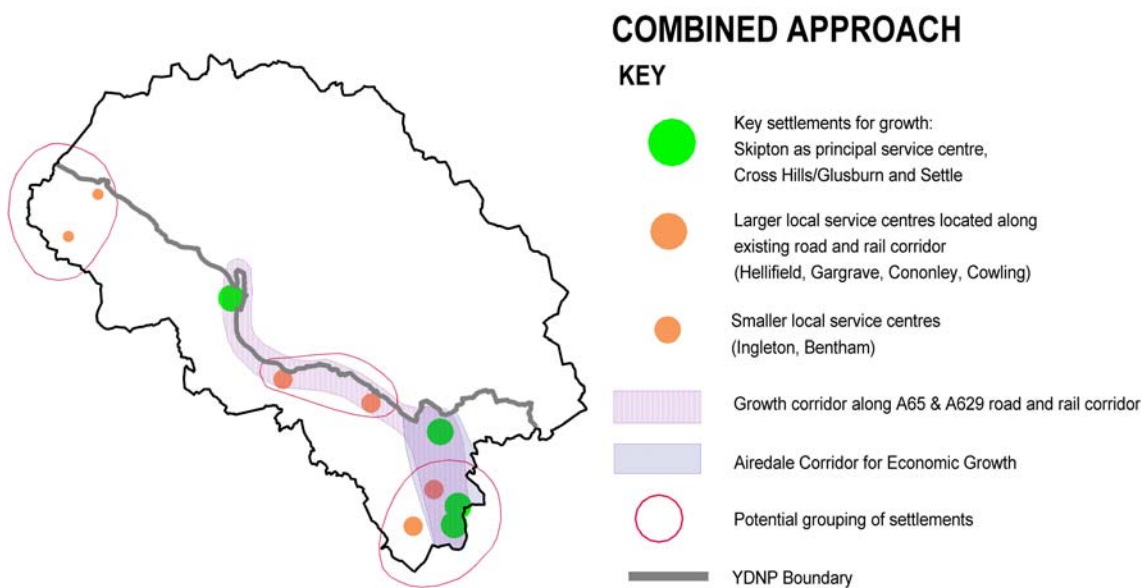 COMBINED APPROACH
KEY
Key settlements for growth:
Skipton as principal service centre,
Cross Hills/Glusburn and Settle
Larger local service centres located along
existing road and rail corridor
(Hellifield, Gargrave, Cononley, Cowling)
Smaller local service centres
(Ingleton, Bentham)
Growth corridor along A65 & A629 road and rail corridor
Airedale Corridor for Economic Growth
Potential grouping of settlements
YDNP Boundary